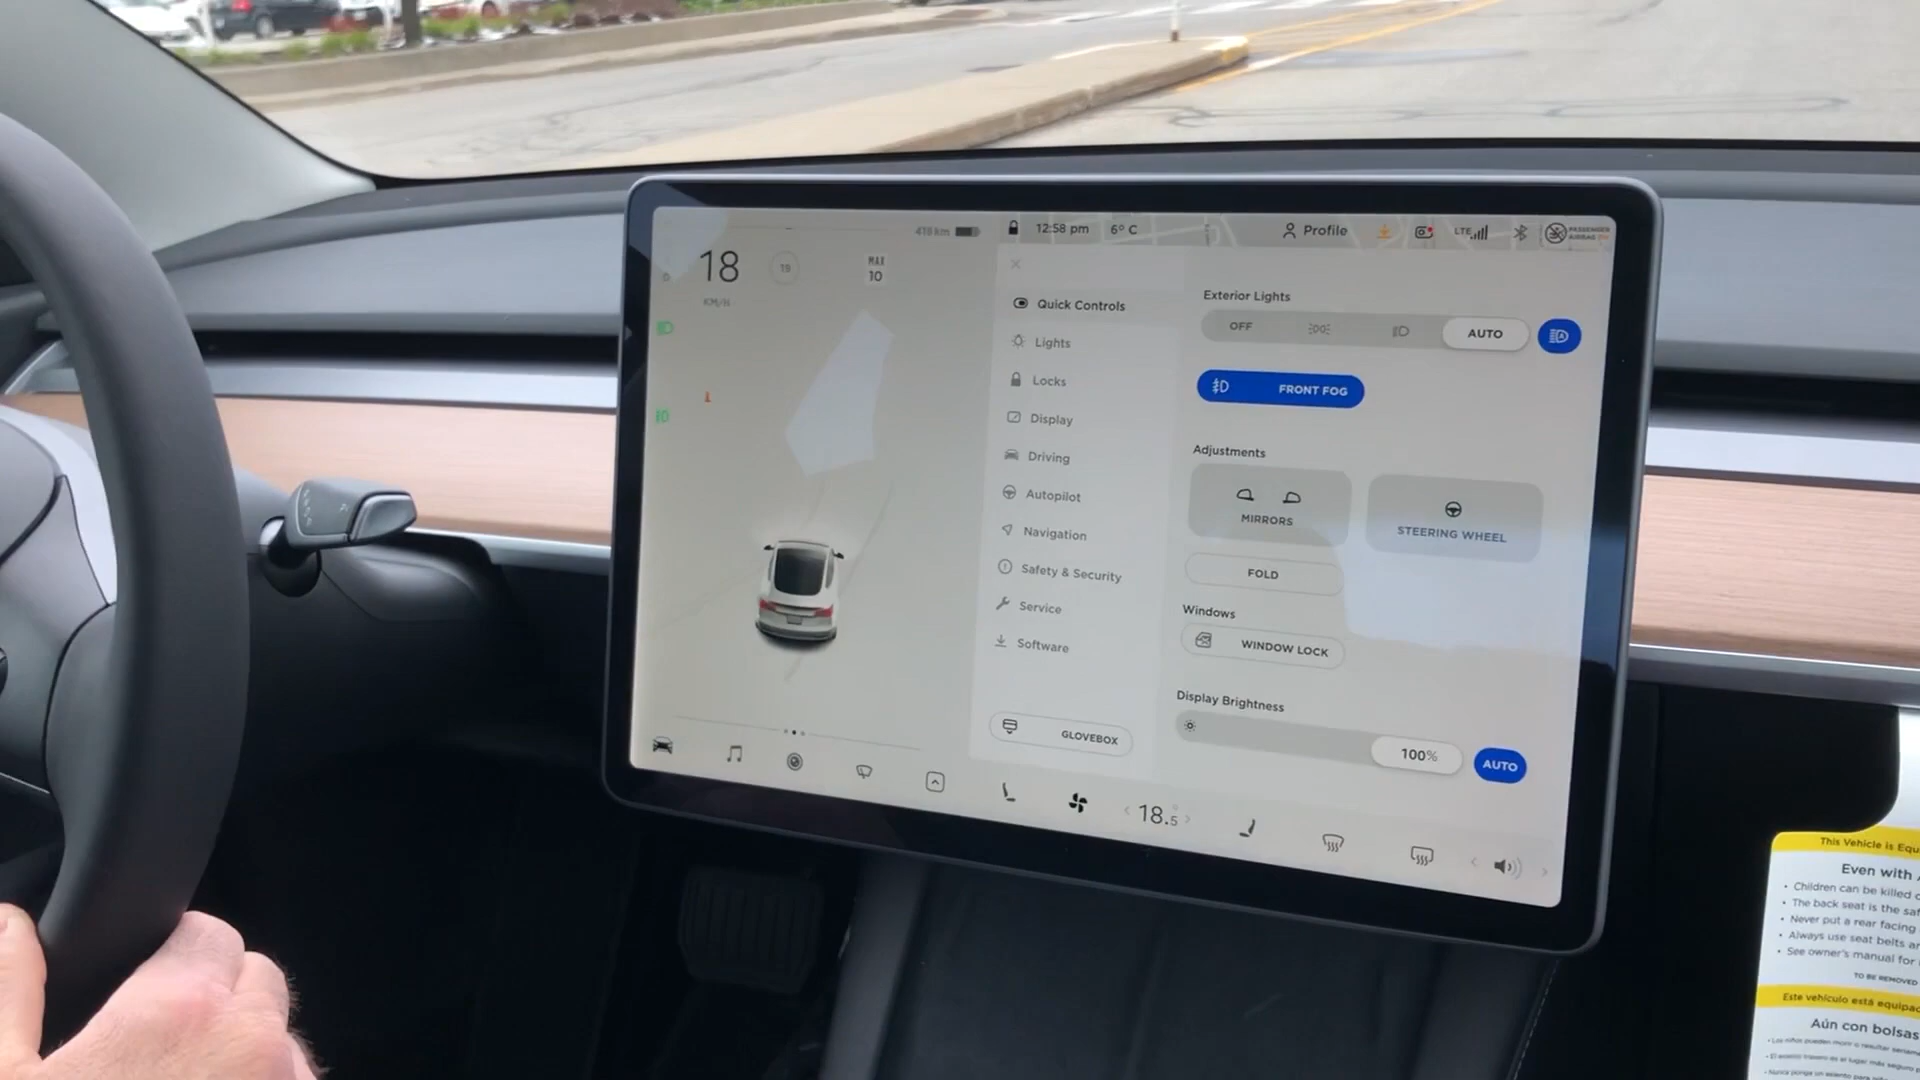 418 km
12:58 pm
6° C
Profile
LTE
PASSENGER
AIRBAG ON
18
KM/H
19
MAX
10
Quick Controls
Lights
Locks
Display
Driving
Autopilot
Navigation
Safety & Security
Service
Software
GLOVEBOX
Exterior Lights
OFF
AUTO
FRONT FOG
Adjustments
MIRRORS
STEERING WHEEL
FOLD
Windows
WINDOW LOCK
Display Brightness
100%
AUTO
18.5
This Vehicle is Equ
Even with
• Children can be killed
• The back seat is the saf
• Never put a rear facing
• Always use seat belts a
• See owner's manual for
TO BE REMOVED
Este vehículo está equipac
Aún con bolsas